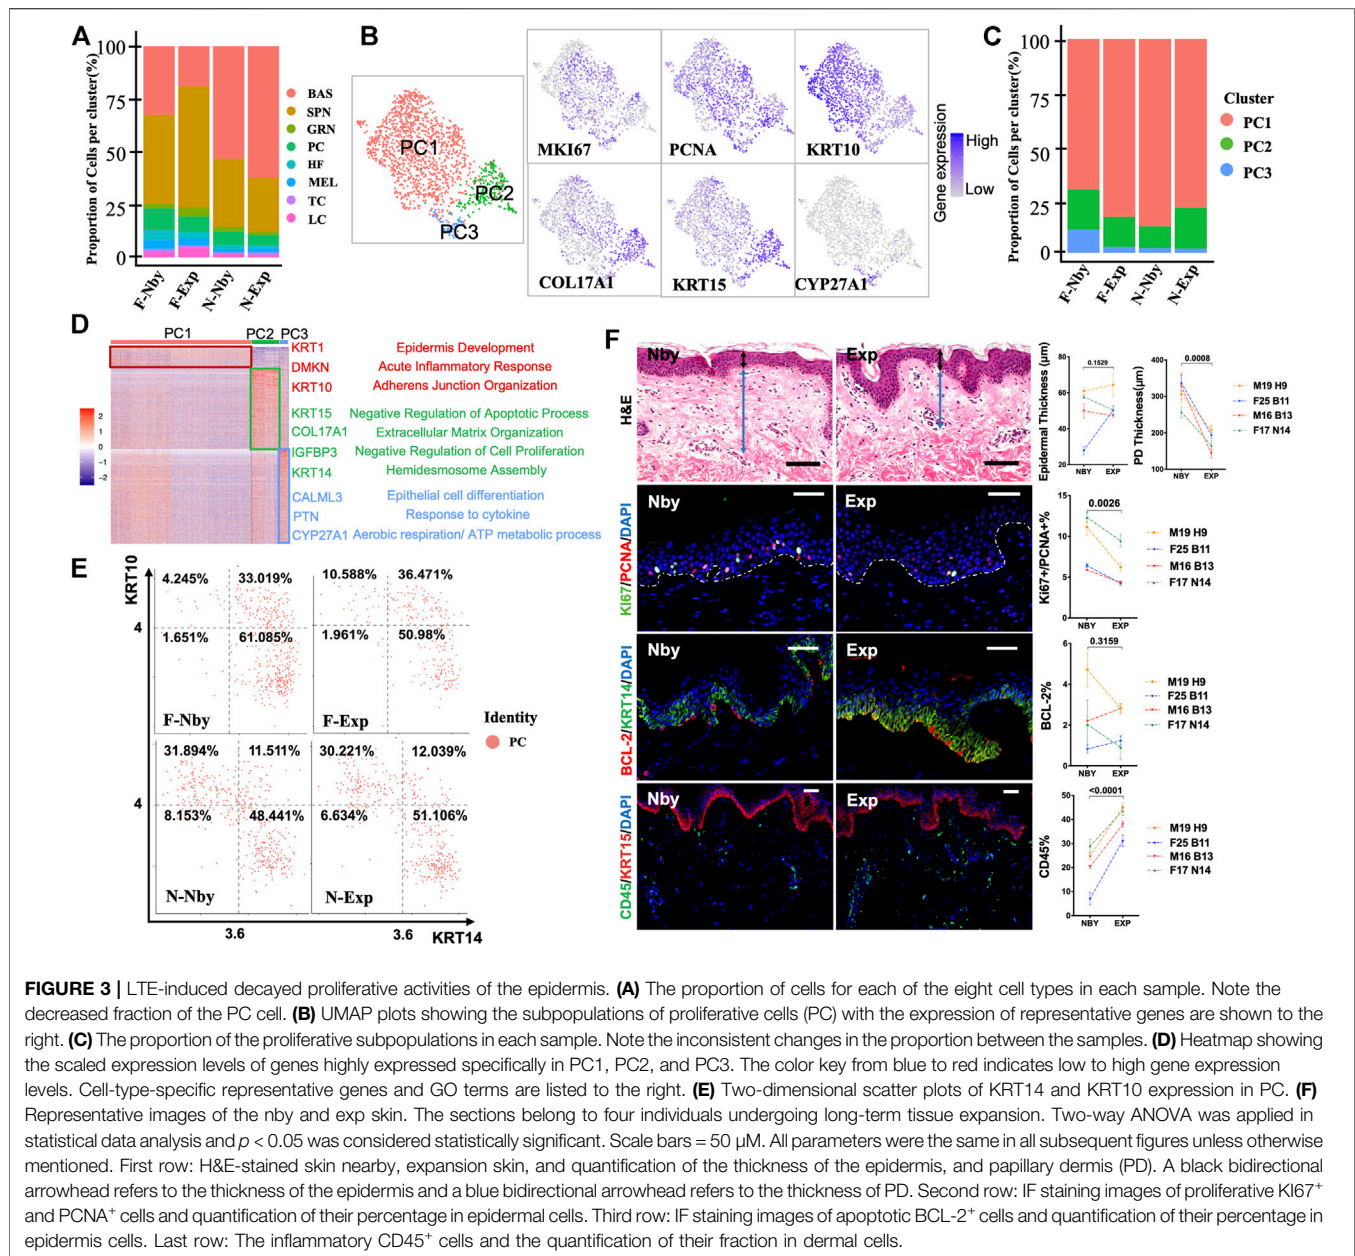 A
100
75
50
25
0
Proportion of Cells per cluster(%)
F-Nby
F-Exp
N-Nby
N-Exp
BAS
SPN
GRN
PC
HF
MEL
TC
LC
B
PC1
PC2
PC3
MKI67
PCNA
KRT10
COL17A1
KRT15
CYP27A1
Gene expression
High
Low
C
100
75
50
25
0
Proportion of Cells per cluster(%)
F-Nby
F-Exp
N-Nby
N-Exp
Cluster
PC1
PC2
PC3
D
PC1 PC2 PC3
2
1
0
−1
−2
KRT1 Epidermis Development
DMKN Acute Inflammatory Response
KRT10 Adherens Junction Organization
KRT15 Negative Regulation of Apoptotic Process
COL17A1 Extracellular Matrix Organization
IGFBP3 Negative Regulation of Cell Proliferation
KRT14 Hemidesmosome Assembly
CALML3 Epithelial cell differentiation
PTN Response to cytokine
CYP27A1 Aerobic respiration/ ATP metabolic process
E
KRT10
4.245% 33.019% 10.588% 36.471%
4
1.651% 61.085% 1.961% 50.98%
F-Nby F-Exp
31.894% 11.511% 30.221% 12.039%
4
8.153% 48.441% 6.634% 51.106%
N-Nby N-Exp
3.6 3.6 KRT14
Identity
PC
F
H&E
Nby Exp
Epidermal Thickness (μm)
80
60
40
20
0.1529
NBY EXP
PD Thickness(μm)
400
300
200
100
0.0008
NBY EXP
M19 H9
F25 B11
M16 B13
F17 N14
KI67/PCNA/DAPI
Nby Exp
Ki67+/PCNA+%
15
10
5
0
0.0026
NBY EXP
M19 H9
F25 B11
M16 B13
F17 N14
BCL-2/KRT14/DAPI
Nby Exp
BCL-2%
6
4
2
0
0.3159
NBY EXP
M19 H9
F25 B11
M16 B13
F17 N14
CD45/KRT15/DAPI
Nby Exp
CD45%
50
40
30
20
10
0
<0.0001
NBY EXP
M19 H9
F25 B11
M16 B13
F17 N14
FIGURE 3 | LTE-induced decayed proliferative activities of the epidermis. (A) The proportion of cells for each of the eight cell types in each sample. Note the
decreased fraction of the PC cell. (B) UMAP plots showing the subpopulations of proliferative cells (PC) with the expression of representative genes are shown to the
right. (C) The proportion of the proliferative subpopulations in each sample. Note the inconsistent changes in the proportion between the samples. (D) Heatmap showing
the scaled expression levels of genes highly expressed specifically in PC1, PC2, and PC3. The color key from blue to red indicates low to high gene expression
levels. Cell-type-specific representative genes and GO terms are listed to the right. (E) Two-dimensional scatter plots of KRT14 and KRT10 expression in PC. (F)
Representative images of the nby and exp skin. The sections belong to four individuals undergoing long-term tissue expansion. Two-way ANOVA was applied in
statistical data analysis and p < 0.05 was considered statistically significant. Scale bars = 50 μM. All parameters were the same in all subsequent figures unless otherwise
mentioned. First row: H&E-stained skin nearby, expansion skin, and quantification of the thickness of the epidermis, and papillary dermis (PD). A black bidirectional
arrowhead refers to the thickness of the epidermis and a blue bidirectional arrowhead refers to the thickness of PD. Second row: IF staining images of proliferative KI67⁺
and PCNA⁺ cells and quantification of their percentage in epidermal cells. Third row: IF staining images of apoptotic BCL-2⁺ cells and quantification of their percentage in
epidermis cells. Last row: The inflammatory CD45⁺ cells and the quantification of their fraction in dermal cells.